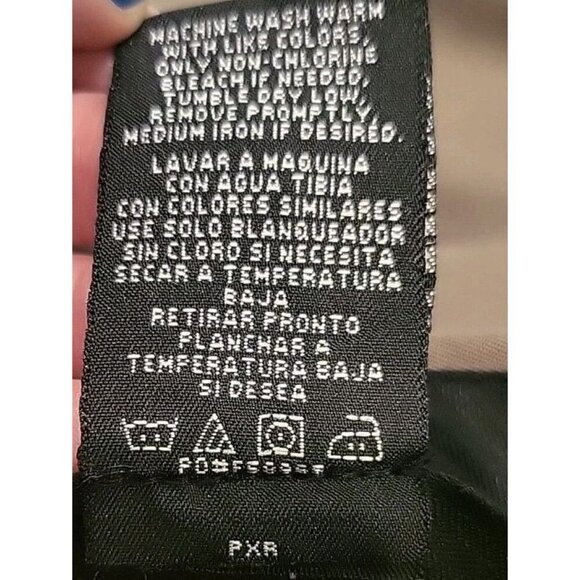 MACHINE WASH WARM
WITH LIKE COLORS,
ONLY NON-CHLORINE
BLEACH IF NEEDED,
TUMBLE DRY LOW,
REMOVE PROMPTLY,
MEDIUM IRON IF DESIRED.
LAVAR A MAQUINA
CON AGUA TIBIA
CON COLORES SIMILARES
USE SOLO BLANQUEADOR
SIN CLORO SI NECESITA
SECAR A TEMPERATURA
BAJA
RETIRAR PRONTO
PLANCHAR A
TEMPERATURA BAJA
SI DESEA
PXR